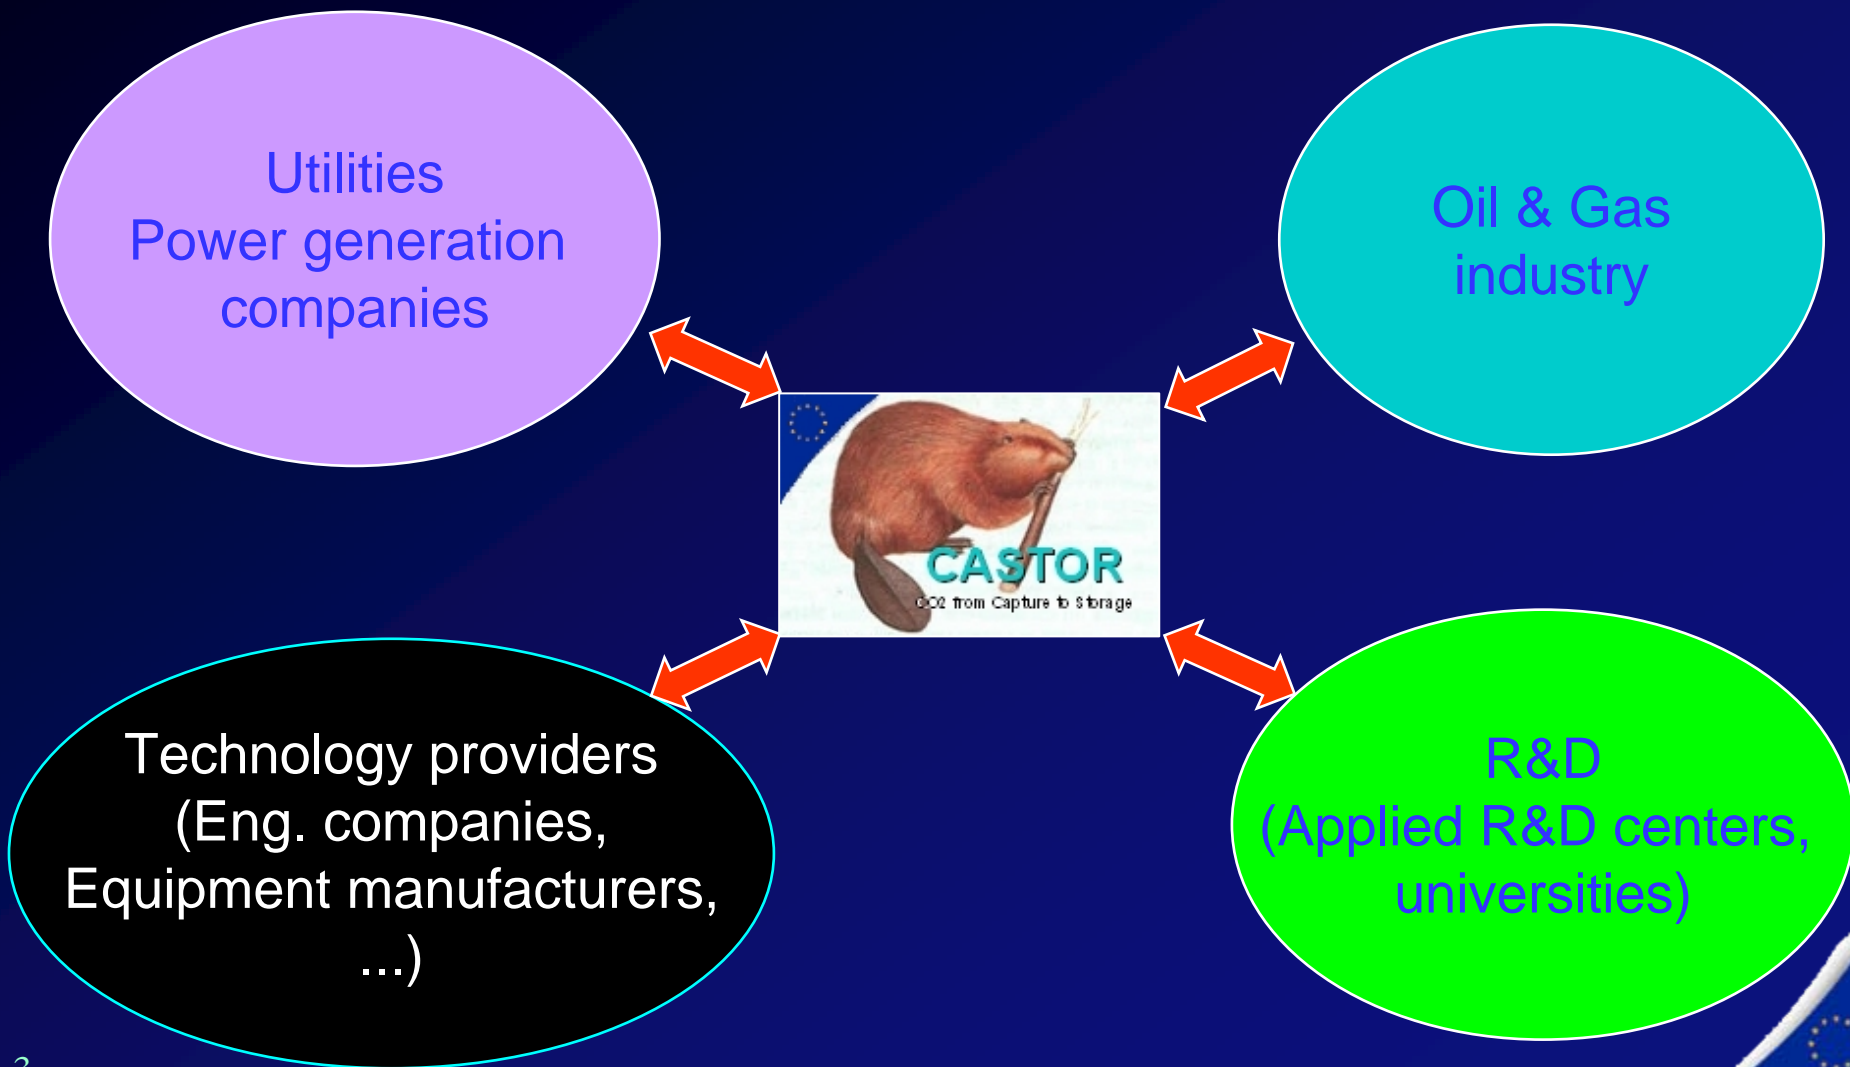 Utilities
Power generation
companies
Oil & Gas
industry
CASTOR
CO2 from Capture to Storage
Technology providers
(Eng. companies,
Equipment manufacturers,
...)
R&D
(Applied R&D centers,
universities)